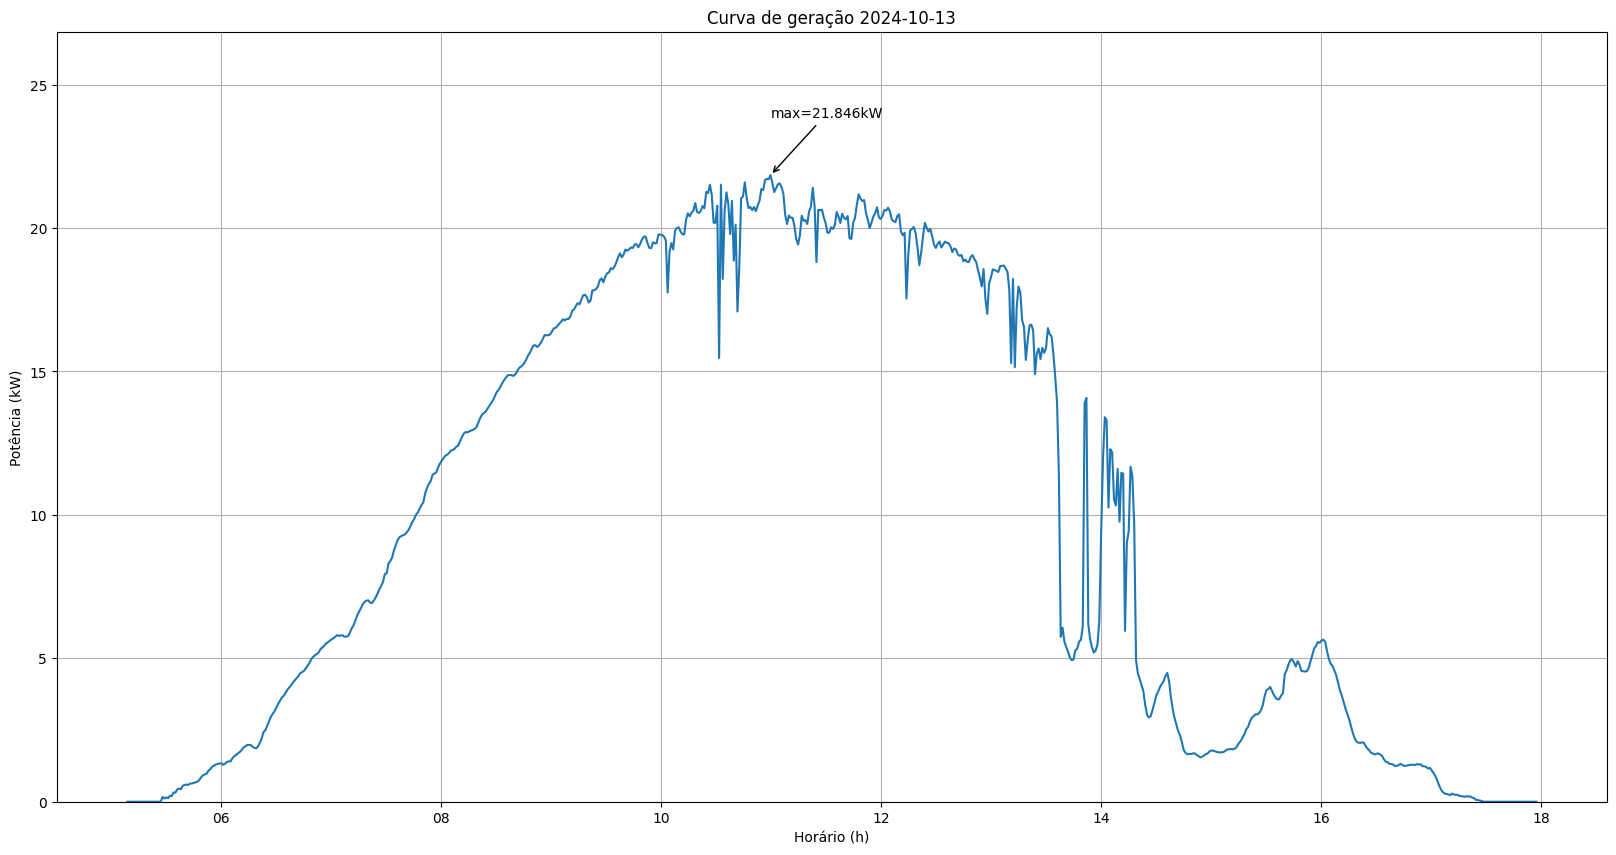 Curva de geração 2024-10-13
25
max=21.846kW
20
15
Potência (kW)
10
5
0
06 08 10 12 14 16 18
Horário (h)